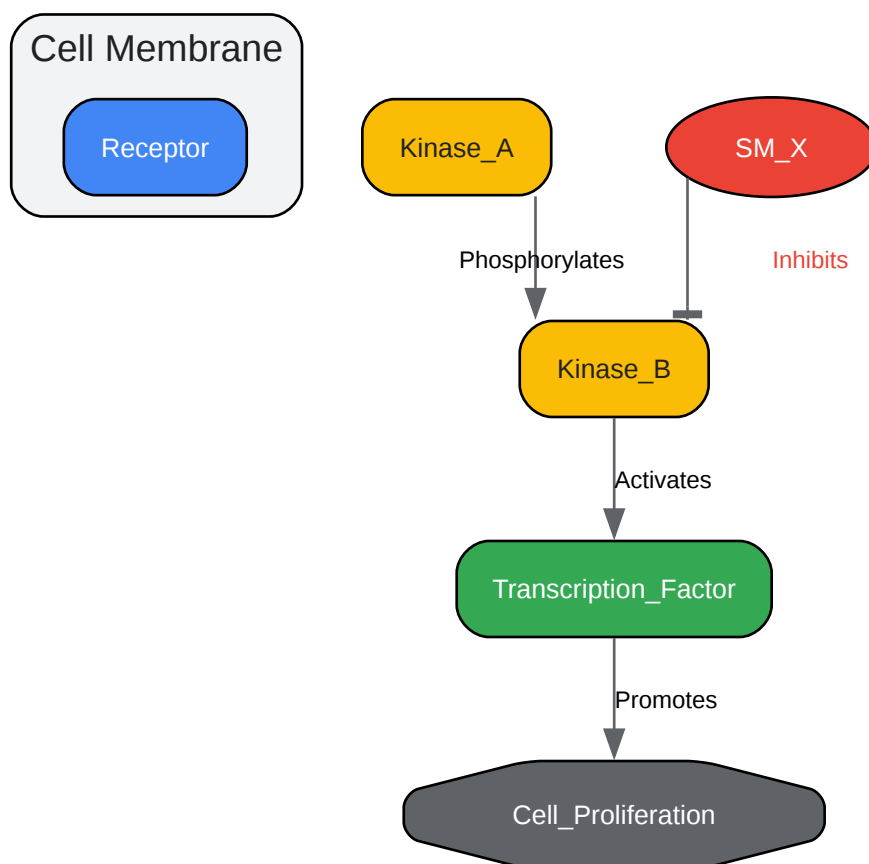 Cell Membrane
Receptor
Kinase_A
SM_X
Phosphorylates
Inhibits
Kinase_B
Activates
Transcription_Factor
Promotes
Cell_Proliferation